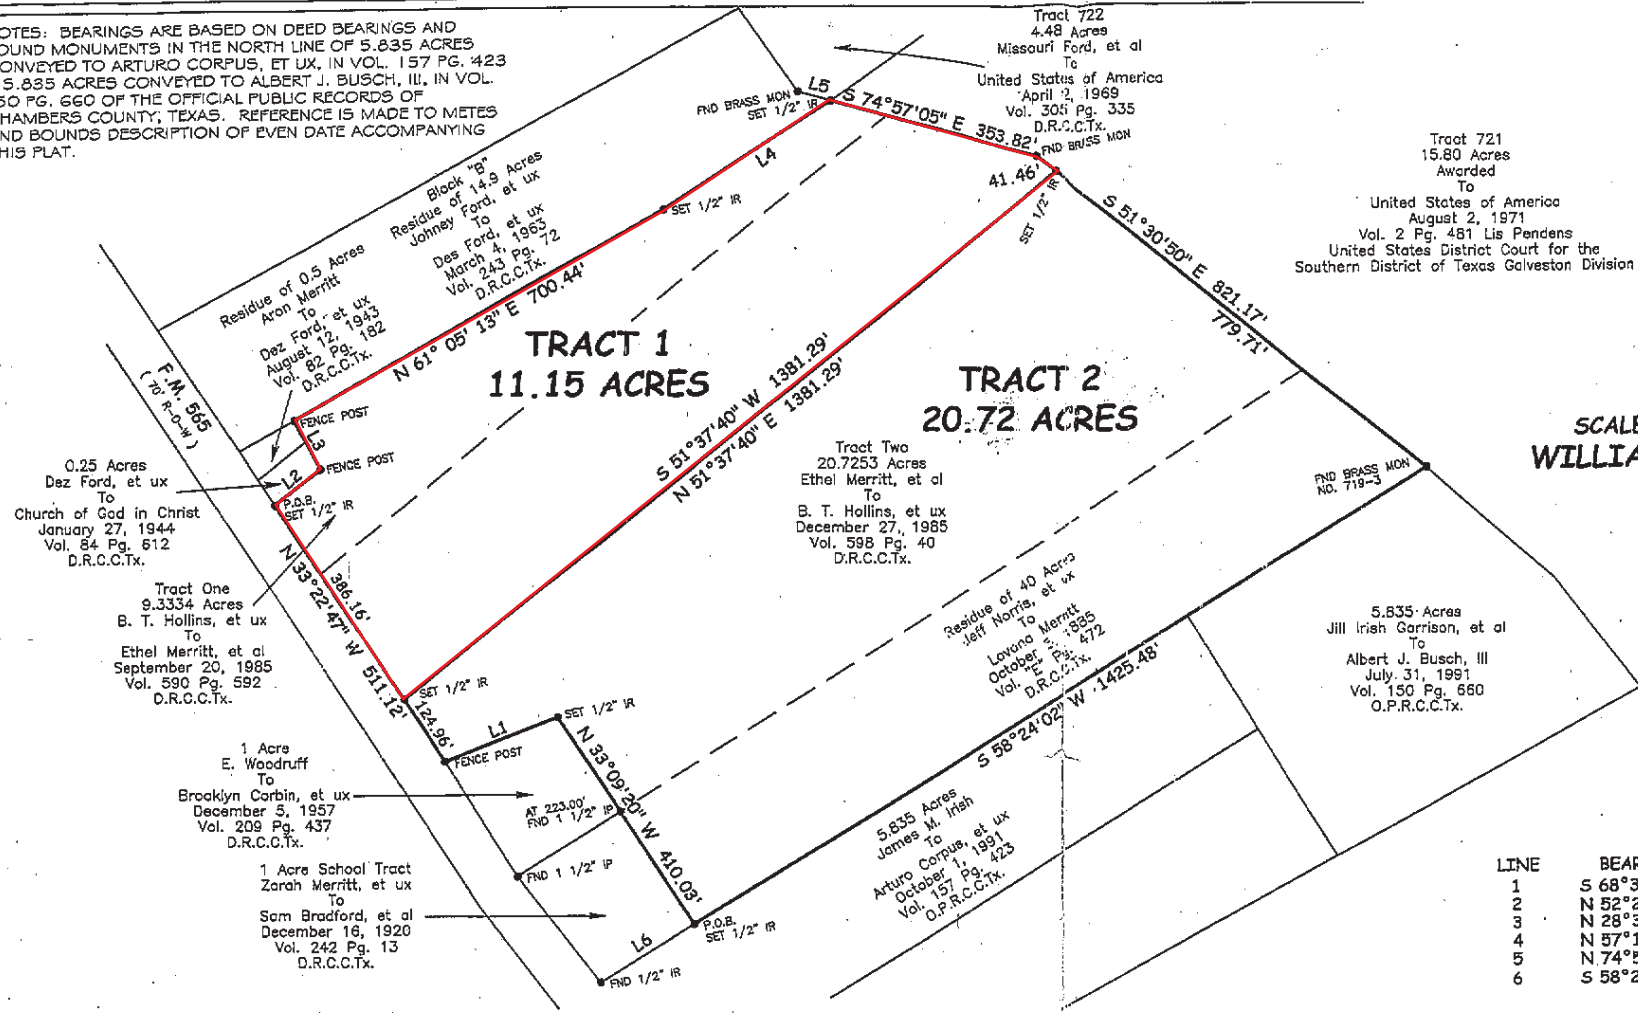 OTES: BEARINGS ARE BASED ON DEED BEARINGS AND
OUND MONUMENTS IN THE NORTH LINE OF 5.835 ACRES
ONVEYED TO ARTURO CORPUS, ET UX, IN VOL. 157 PG. 423
5.835 ACRES CONVEYED TO ALBERT J. BUSCH, III, IN VOL.
50 PG. 660 OF THE OFFICIAL PUBLIC RECORDS OF
HAMBERS COUNTY, TEXAS. REFERENCE IS MADE TO METES
ND BOUNDS DESCRIPTION OF EVEN DATE ACCOMPANYING
HIS PLAT.
Tract 722
4.48 Acres
Missouri Ford, et al
To
United States of America
April 2, 1969
Vol. 305 Pg. 335
D.R.C.C.Tx.
Tract 721
15.80 Acres
Awarded
To
United States of America
August 2, 1971
Vol. 2 Pg. 481 Lis Pendens
United States District Court for the
Southern District of Texas Galveston Division
L5
FND BRASS MON
SET 1/2" IR
S 74°57'05" E 353.82'
FND BRASS MON
41.46'
SET 1/2" IR
L4
SET 1/2" IR
Block "B"
Residue of 14.9 Acres
Johney Ford, et ux
To
Des Ford, et ux
March 4, 1963
Vol. 243 Pg. 72
D.R.C.C.Tx.
Residue of 0.5 Acres
Aron Merritt
To
Dez Ford, et ux
August 12, 1943
Vol. 82 Pg. 182
D.R.C.C.Tx.
N 61° 05' 13" E 700.44'
S 51°30'50" E 821.17'
779.71'
TRACT 1
11.15 ACRES
TRACT 2
20.72 ACRES
F.M. 565
( 70' R-O-W )
FENCE POST
L3
FENCE POST
L2
P.O.B.
SET 1/2" IR
S 51°37'40" W 1381.29'
N 51°37'40" E 1381.29'
SCALE
WILLIA
0.25 Acres
Dez Ford, et ux
To
Church of God in Christ
January 27, 1944
Vol. 84 Pg. 612
D.R.C.C.Tx.
Tract Two
20.7253 Acres
Ethel Merritt, et al
To
B. T. Hollins, et ux
December 27, 1985
Vol. 598 Pg. 40
D.R.C.C.Tx.
FND BRASS MON
NO. 719-3
Tract One
9.3334 Acres
B. T. Hollins, et ux
To
Ethel Merritt, et al
September 20, 1985
Vol. 590 Pg. 592
D.R.C.C.Tx.
386.16'
N 33°22'47" W 511.12'
SET 1/2" IR
124.96'
Residue of 40 Acres
Jeff Norris, et ux
To
Merritt
October
Vol. "E" Pg. 472
D.R.C.C.Tx.
5.835 Acres
Jill Irish Garrison, et al
To
Albert J. Busch, III
July 31, 1991
Vol. 150 Pg. 660
O.P.R.C.C.Tx.
L1
SET 1/2" IR
FENCE POST
S 58°24'02" W 1425.48'
1 Acre
E. Woodruff
To
Brooklyn Corbin, et ux
December 5, 1957
Vol. 209 Pg. 437
D.R.C.C.Tx.
N 33°09'20" W 410.03'
AT 223.00'
FND 1 1/2" IP
FND 1 1/2" IP
5.835 Acres
James M. Irish
To
Arturo Corpus, et ux
October 1, 1991
Vol. 157 Pg. 423
O.P.R.C.C.Tx.
1 Acre School Tract
Zarah Merritt, et ux
To
Sam Bradford, et al
December 16, 1920
Vol. 242 Pg. 13
D.R.C.C.Tx.
P.O.B.
SET 1/2" IR
L6
FND 1/2" IR
LINE BEAR
1 S 68°3
2 N 52°2
3 N 28°3
4 N 57°1
5 N 74°5
6 S 58°2